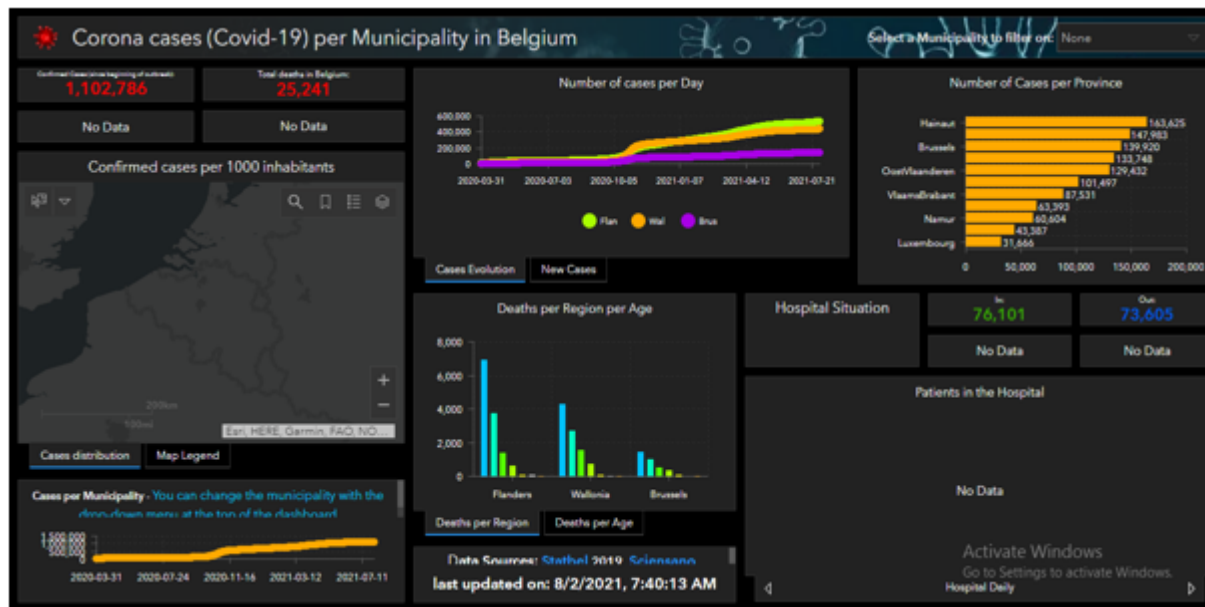 Corona cases (Covid-19) per Municipality in Belgium
Select a Municipality to filter on: None
Confirmed Cases (since beginning of outbreak):
1,102,786
Total deaths in Belgium:
25,241
No Data
No Data
Confirmed cases per 1000 inhabitants
200km
100mi
Esri, HERE, Garmin, FAO, NO...
Cases distribution
Map Legend
Cases per Municipality - You can change the municipality with the
drop-down menu at the top of the dashboard
1,500,000
1,000,000
500,000
0
2020-03-31 2020-07-24 2020-11-16 2021-03-12 2021-07-11
Number of cases per Day
600,000
400,000
200,000
0
2020-03-31 2020-07-03 2020-10-05 2021-01-07 2021-04-12 2021-07-21
Flan Wal Brus
Cases Evolution
New Cases
Number of Cases per Province
Hainaut 163,625
147,983
Brussels 139,920
133,748
OostVlaanderen 129,432
101,497
VlaamsBrabant 87,531
63,393
Namur 60,604
43,387
Luxembourg 31,666
0 50,000 100,000 150,000 200,000
Deaths per Region per Age
8,000
6,000
4,000
2,000
0
Flanders Wallonia Brussels
Deaths per Region
Deaths per Age
Data Sources: Statbel 2019, Sciensano
last updated on: 8/2/2021, 7:40:13 AM
Hospital Situation
In:
76,101
Out:
73,605
No Data
No Data
Patients in the Hospital
No Data
Activate Windows
Go to Settings to activate Windows.
Hospital Daily